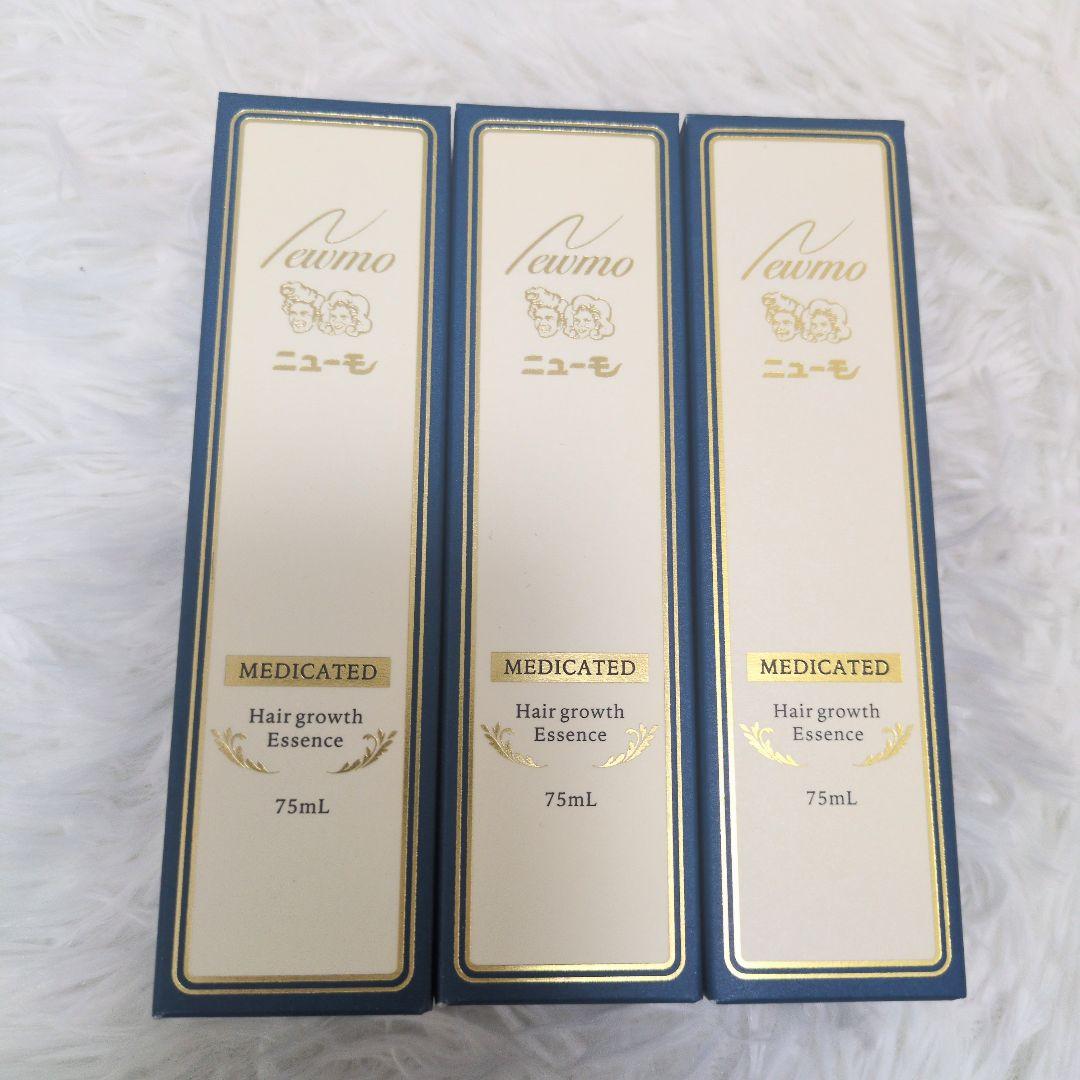 Newmo
ニューモ
MEDICATED
Hair growth
Essence
75mL
Newmo
ニューモ
MEDICATED
Hair growth
Essence
75mL
Newmo
ニューモ
MEDICATED
Hair growth
Essence
75mL